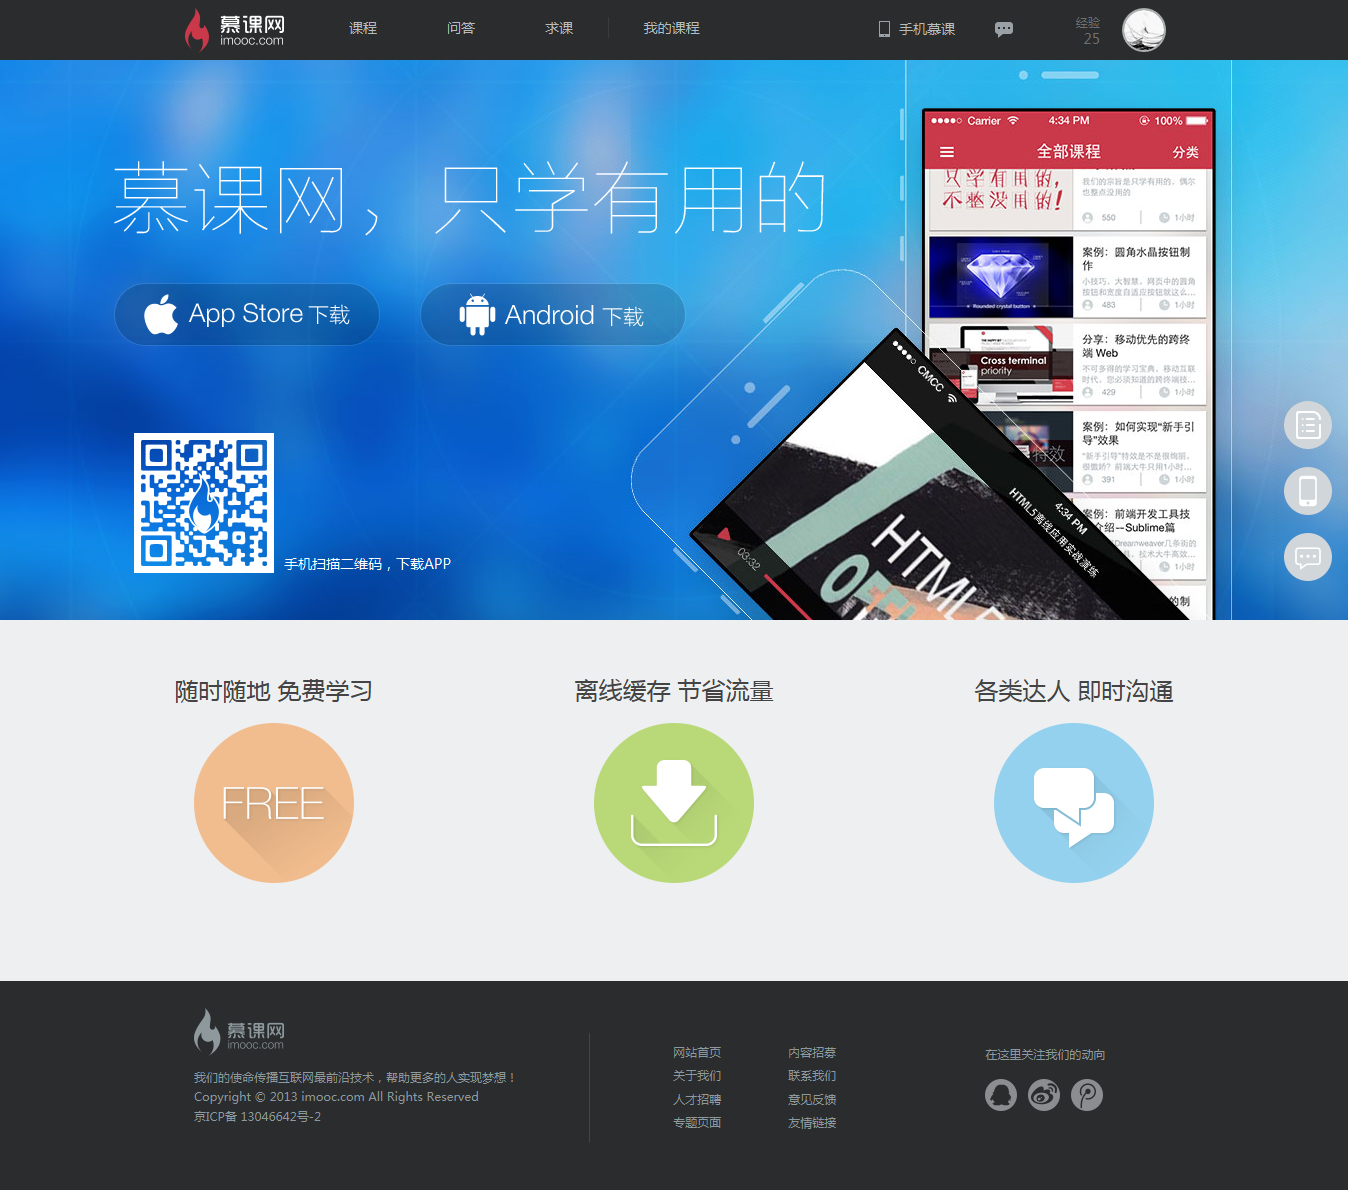 慕课网
imooc.com
课程
问答
求课
我的课程
手机慕课
经验
25
慕课网，只学有用的
App Store 下载
Android 下载
手机扫描二维码，下载APP
Carrier
4:34 PM
100%
全部课程
分类
只学有用的,
不整没用的!
我们的宗旨是只学有用的，偶尔
也整点没用的
550
1小时
案例：圆角水晶按钮制
作
小技巧，大智慧，网页中的圆角
按钮和宽度自适应按钮就这么...
483
1小时
Rounded crystal button
分享：移动优先的跨终
端 Web
不可多得的学习宝典，移动互联
时代，您必须知道的跨终端技...
429
1小时
Cross terminal
priority
案例：如何实现“新手引
导”效果
“新手引导”特效是不是很绚丽，
很傲娇？前端大牛只用1小时...
391
1小时
特效
案例：前端开发工具技
介绍--Sublime篇
Dreamweaver几条街的
技术大牛高效...
1小时
的制
CMCC
4:34 PM
HTML5离线应用实战演练
03:32
HTML5
随时随地 免费学习
离线缓存 节省流量
各类达人 即时沟通
FREE
慕课网
imooc.com
我们的使命传播互联网最前沿技术，帮助更多的人实现梦想！
Copyright © 2013 imooc.com All Rights Reserved
京ICP备 13046642号-2
网站首页
内容招募
关于我们
联系我们
人才招聘
意见反馈
专题页面
友情链接
在这里关注我们的动向